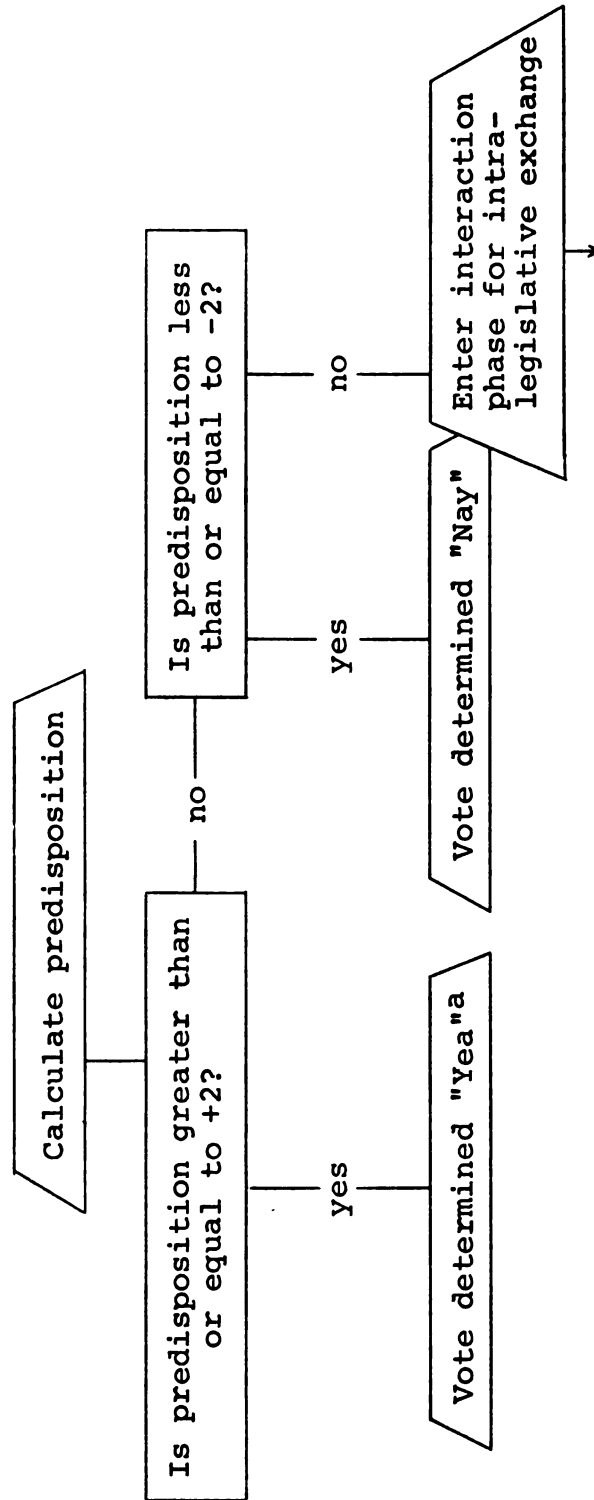 Calculate predisposition
Is predisposition greater than
or equal to +2?
no
Is predisposition less
than or equal to -2?
yes
yes
no
Vote determined "Yea"a
Vote determined "Nay"
Enter interaction
phase for intra-
legislative exchange